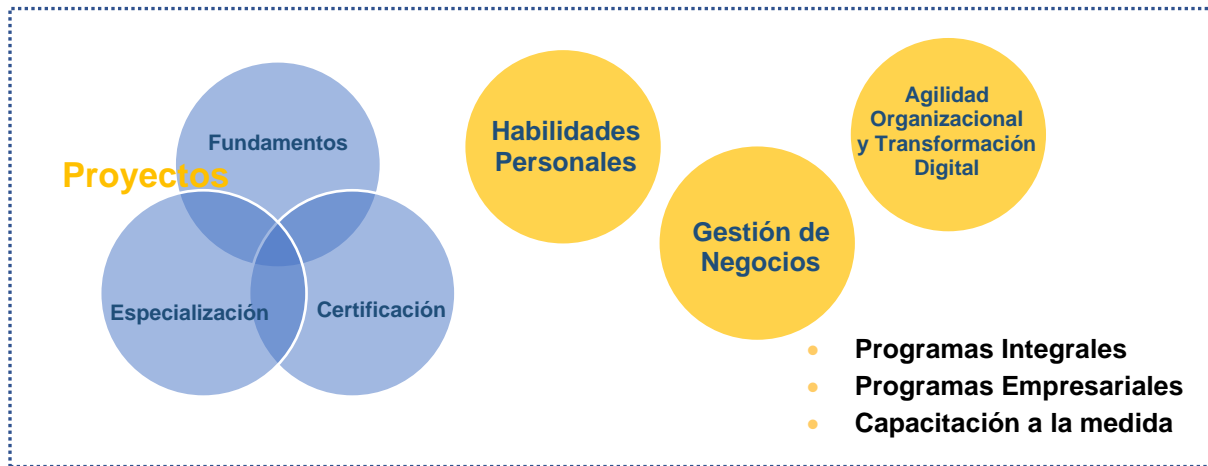 Fundamentos
Proyectos
Especialización
Certificación
Habilidades
Personales
Gestión de
Negocios
Agilidad
Organizacional
y Transformación
Digital
• Programas Integrales
• Programas Empresariales
• Capacitación a la medida